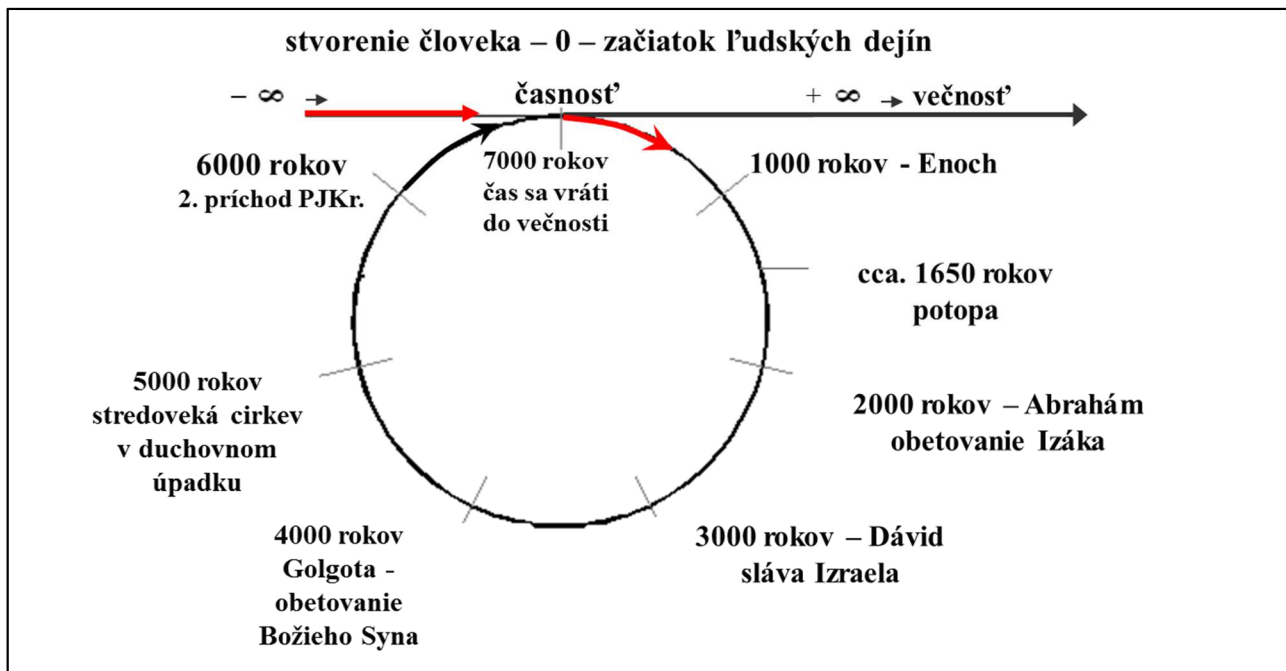 stvorenie človeka – 0 – začiatok ľudských dejín
– ∞ →
časnosť
+ ∞ → večnosť
6000 rokov
2. príchod PJKr.
7000 rokov
čas sa vráti
do večnosti
1000 rokov - Enoch
cca. 1650 rokov
potopa
5000 rokov
stredoveká cirkev
v duchovnom
úpadku
2000 rokov – Abrahám
obetovanie Izáka
4000 rokov
Golgota -
obetovanie
Božieho Syna
3000 rokov – Dávid
sláva Izraela